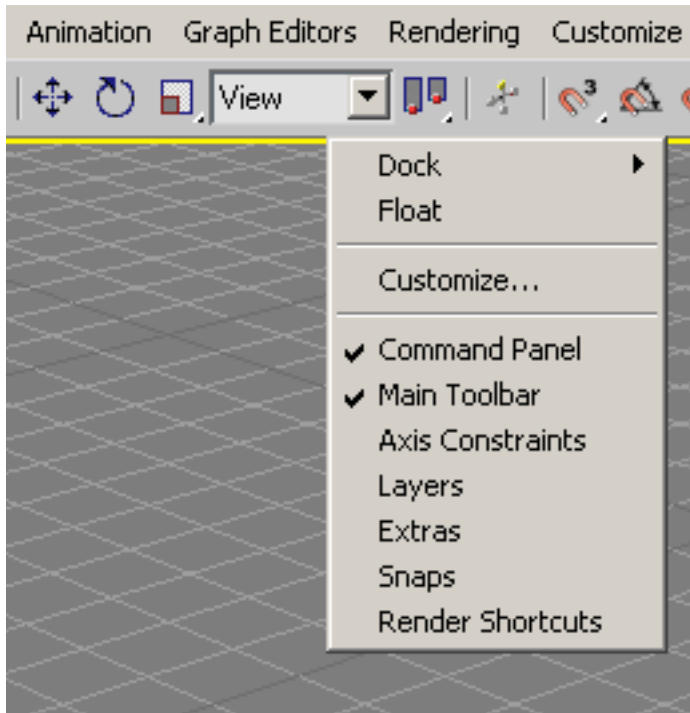 Animation Graph Editors Rendering Customize
View 3
Dock
Float
Customize...
Command Panel
Main Toolbar
Axis Constraints
Layers
Extras
Snaps
Render Shortcuts